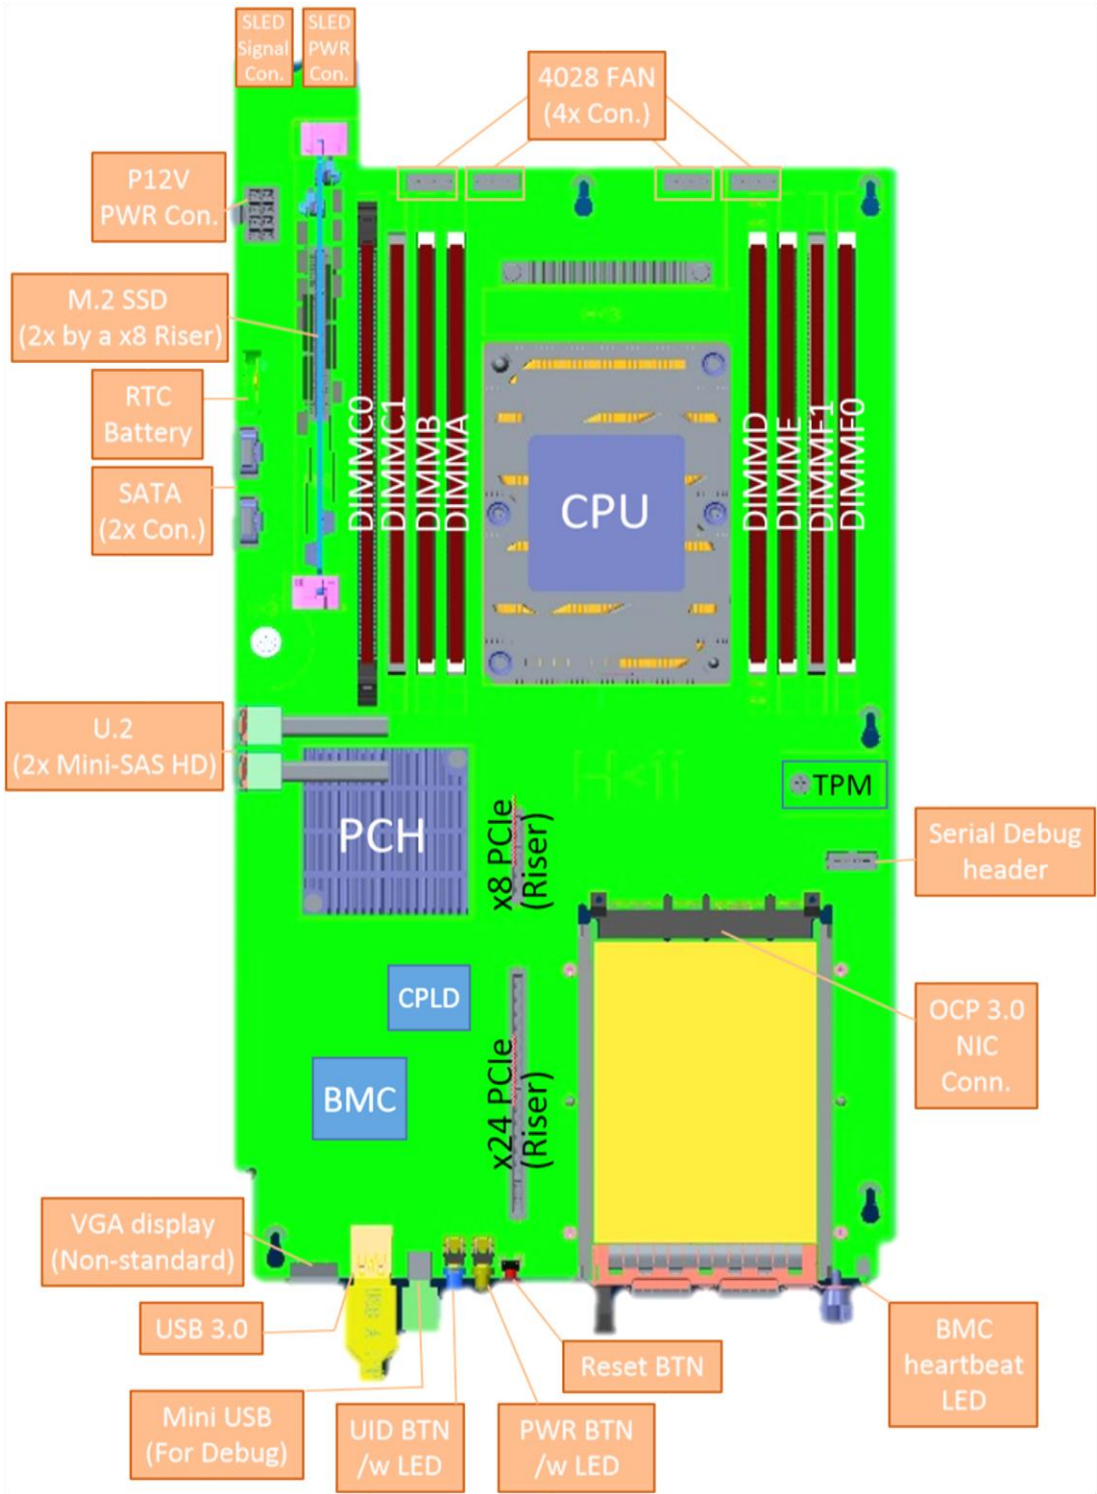 SLED
Signal
Con.
SLED
PWR
Con.
4028 FAN
(4x Con.)
P12V
PWR Con.
M.2 SSD
(2x by a x8 Riser)
RTC
Battery
SATA
(2x Con.)
DIMMC0
DIMMC1
DIMMB
DIMMA
CPU
DIMMD
DIMME
DIMMF1
DIMMF0
U.2
(2x Mini-SAS HD)
PCH
x8 PCIe
(Riser)
TPM
Serial Debug
header
CPLD
BMC
x24 PCIe
(Riser)
OCP 3.0
NIC
Conn.
VGA display
(Non-standard)
USB 3.0
Mini USB
(For Debug)
UID BTN
/w LED
PWR BTN
/w LED
Reset BTN
BMC
heartbeat
LED